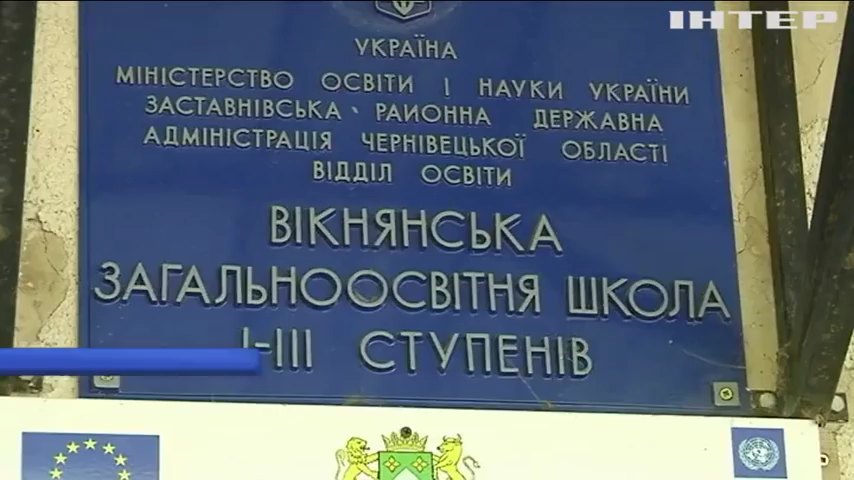 ІНТЕР
УКРАЇНА
МІНІСТЕРСТВО ОСВІТИ І НАУКИ УКРАЇНИ
ЗАСТАВНІВСЬКА РАЙОННА ДЕРЖАВНА
АДМІНІСТРАЦІЯ ЧЕРНІВЕЦЬКОЇ ОБЛАСТІ
ВІДДІЛ ОСВІТИ
ВІКНЯНСЬКА
ЗАГАЛЬНООСВІТНЯ ШКОЛА
І-ІІІ СТУПЕНІВ